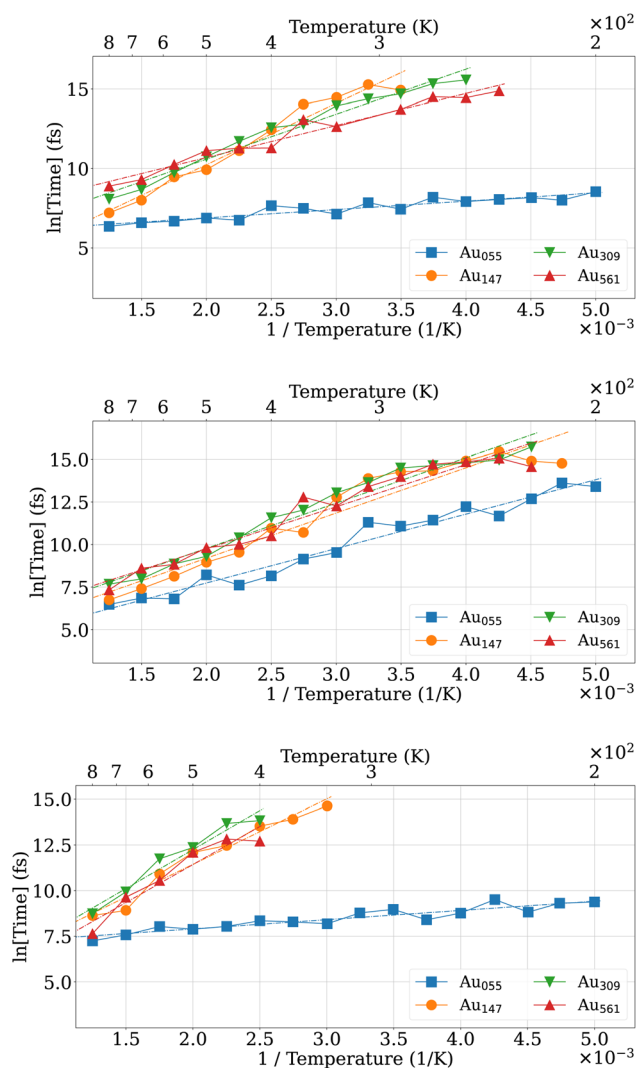 Temperature (K)
×10²
8 7 6 5 4 3 2
ln[Time] (fs)
15
10
5
Au₀₅₅ Au₃₀₉
Au₁₄₇ Au₅₆₁
1.5 2.0 2.5 3.0 3.5 4.0 4.5 5.0
1 / Temperature (1/K)
×10⁻³
Temperature (K)
×10²
8 7 6 5 4 3 2
ln[Time] (fs)
15.0
12.5
10.0
7.5
5.0
Au₀₅₅ Au₃₀₉
Au₁₄₇ Au₅₆₁
1.5 2.0 2.5 3.0 3.5 4.0 4.5 5.0
1 / Temperature (1/K)
×10⁻³
Temperature (K)
×10²
8 7 6 5 4 3 2
ln[Time] (fs)
15.0
12.5
10.0
7.5
5.0
Au₀₅₅ Au₃₀₉
Au₁₄₇ Au₅₆₁
1.5 2.0 2.5 3.0 3.5 4.0 4.5 5.0
1 / Temperature (1/K)
×10⁻³